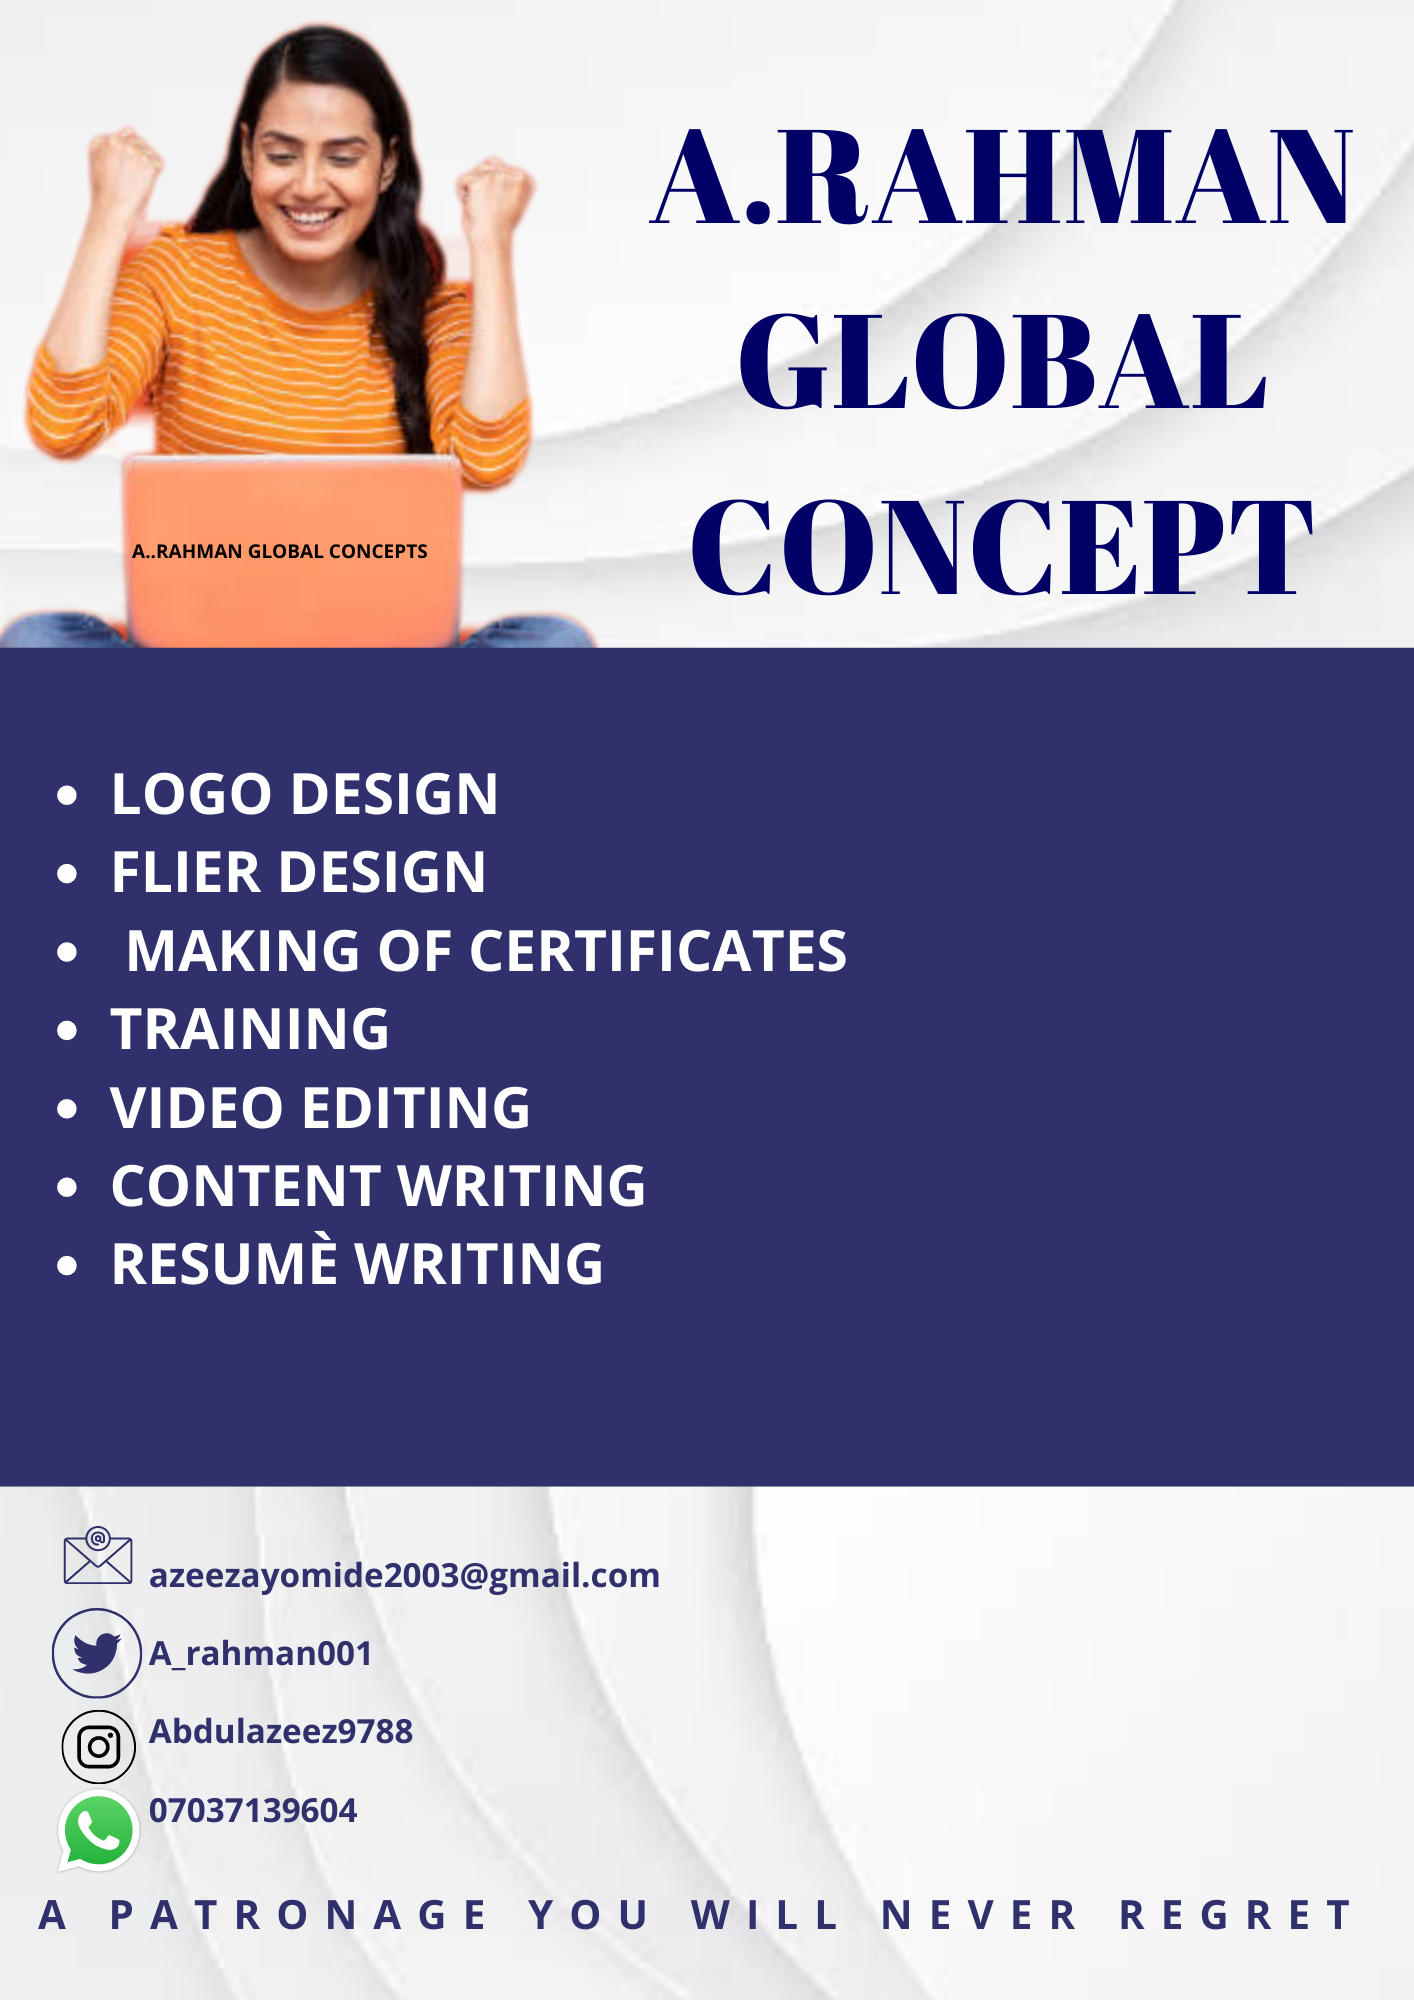 A.RAHMAN
GLOBAL
CONCEPT
A..RAHMAN GLOBAL CONCEPTS
• LOGO DESIGN
• FLIER DESIGN
• MAKING OF CERTIFICATES
• TRAINING
• VIDEO EDITING
• CONTENT WRITING
• RESUMÈ WRITING
@
azeezayomide2003@gmail.com
A_rahman001
Abdulazeez9788
07037139604
A PATRONAGE YOU WILL NEVER REGRET